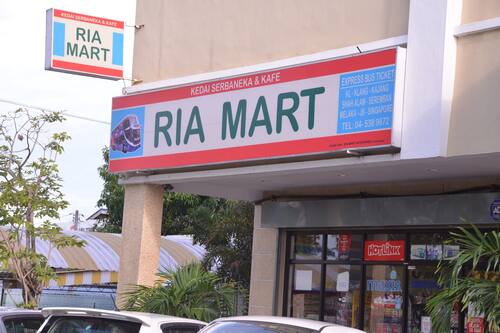 KEDAI SERBANEKA & KAFE
RIA
MART
KEDAI SERBANEKA & KAFE
RIA MART
EXPRESS BUS TICKET
KL - KLANG - KAJANG
SHAH ALAM - SEREMBAN
MELAKA - JB - SINGAPORE
TEL: 04-538 9672
HOTLINK